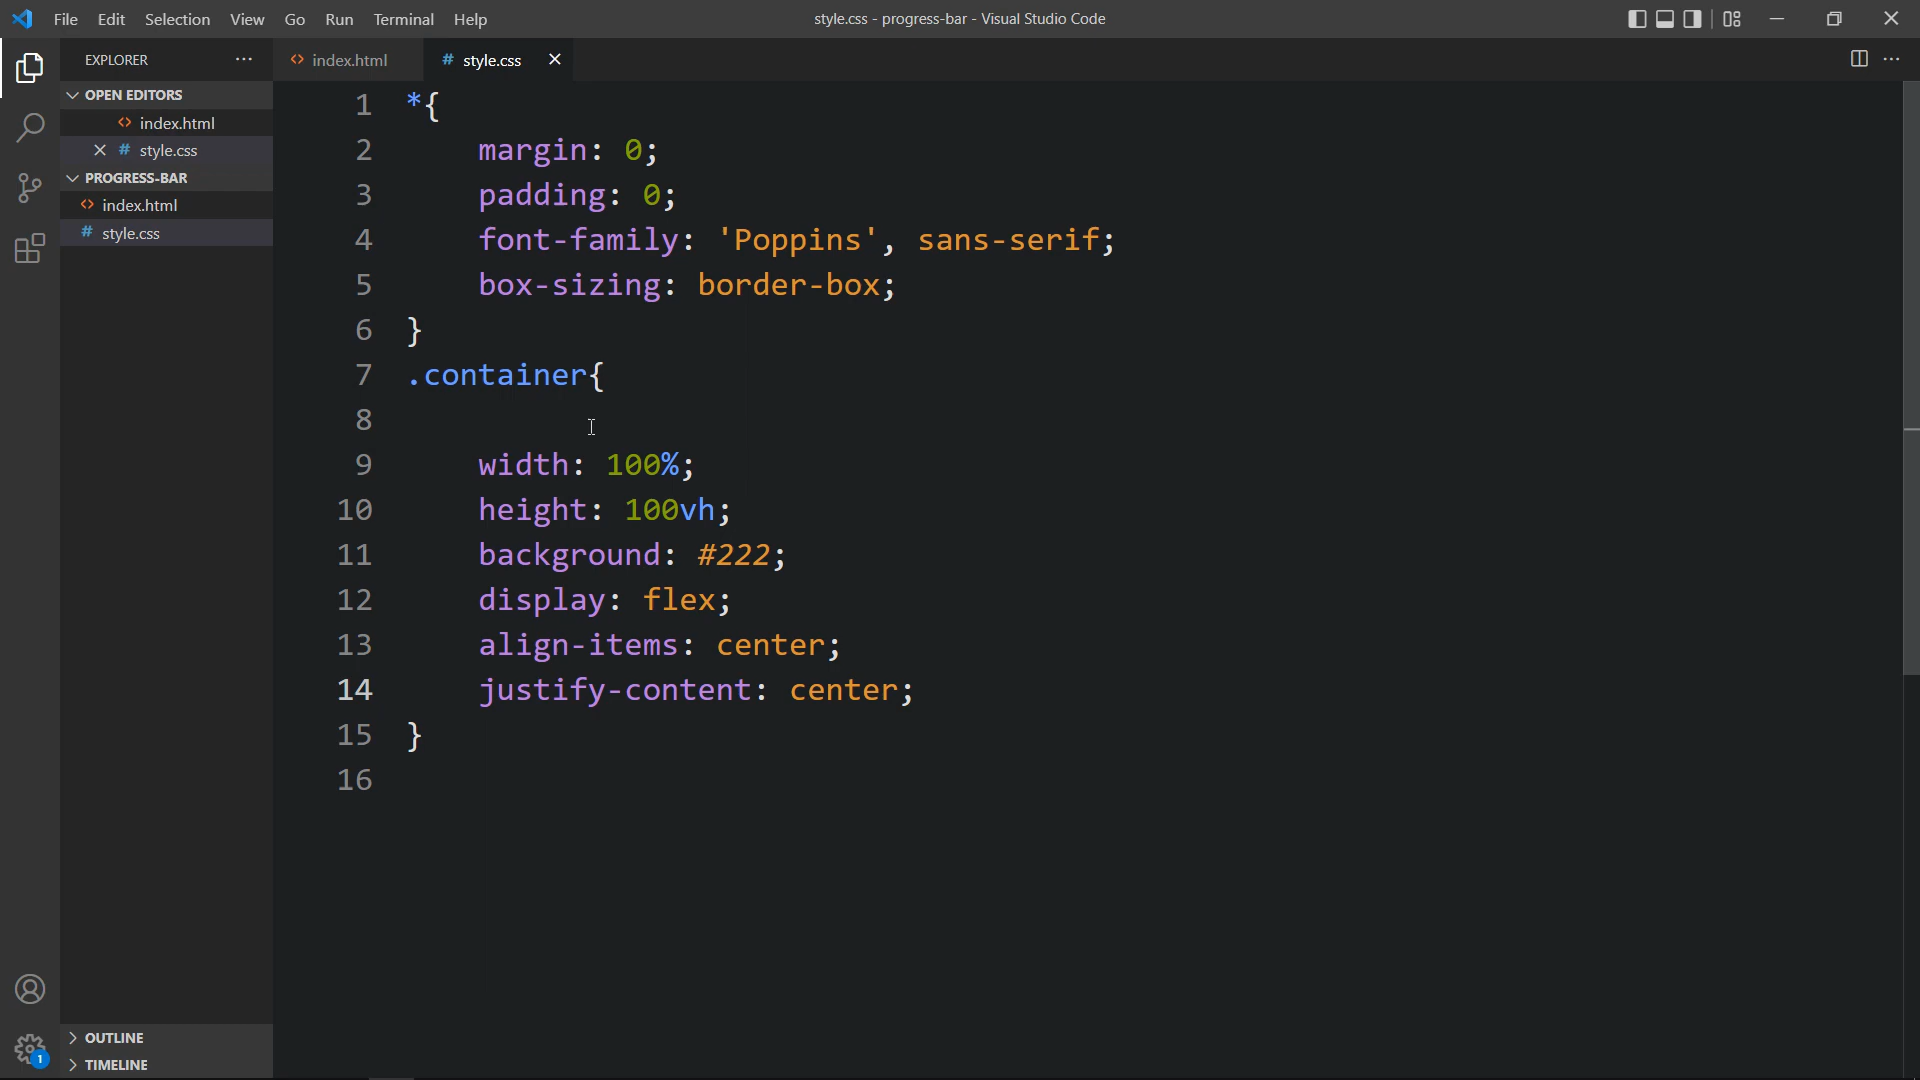 File Edit Selection View Go Run Terminal Help
style.css - progress-bar - Visual Studio Code
EXPLORER
OPEN EDITORS
<> index.html
# style.css
PROGRESS-BAR
<> index.html
# style.css
OUTLINE
TIMELINE
1
<> index.html
# style.css
1 *{
2 margin: 0;
3 padding: 0;
4 font-family: 'Poppins', sans-serif;
5 box-sizing: border-box;
6 }
7 .container{
8
9 width: 100%;
10 height: 100vh;
11 background: #222;
12 display: flex;
13 align-items: center;
14 justify-content: center;
15 }
16